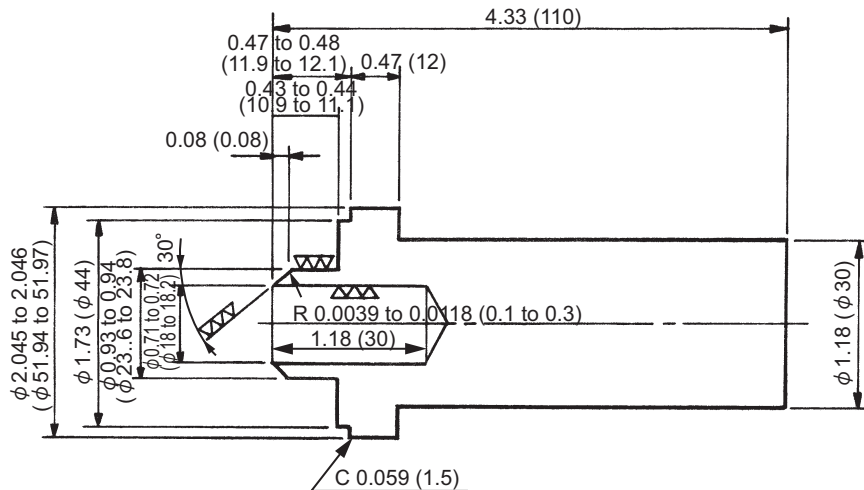 4.33 (110)
0.47 to 0.48
(11.9 to 12.1)
0.47 (12)
0.43 to 0.44
(10.9 to 11.1)
0.08 (0.08)
30°
R 0.0039 to 0.0118 (0.1 to 0.3)
1.18 (30)
φ2.045 to 2.046
(φ51.94 to 51.97)
φ1.73 (φ44)
φ0.93 to 0.94
(φ23..6 to 23.8)
φ0.71 to 0.72
(φ18 to 18.2)
φ1.18 (φ30)
C 0.059 (1.5)